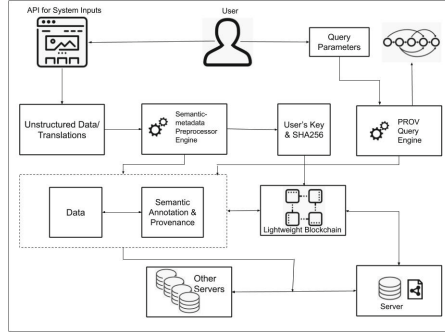 API for System Inputs
User
Query
Parameters
Unstructured Data/
Translations
Semantic-
metadata
Preprocessor
Engine
User's Key
& SHA256
PROV
Query
Engine
Data
Semantic
Annotation &
Provenance
Lightweight Blockchain
Other
Servers
Server